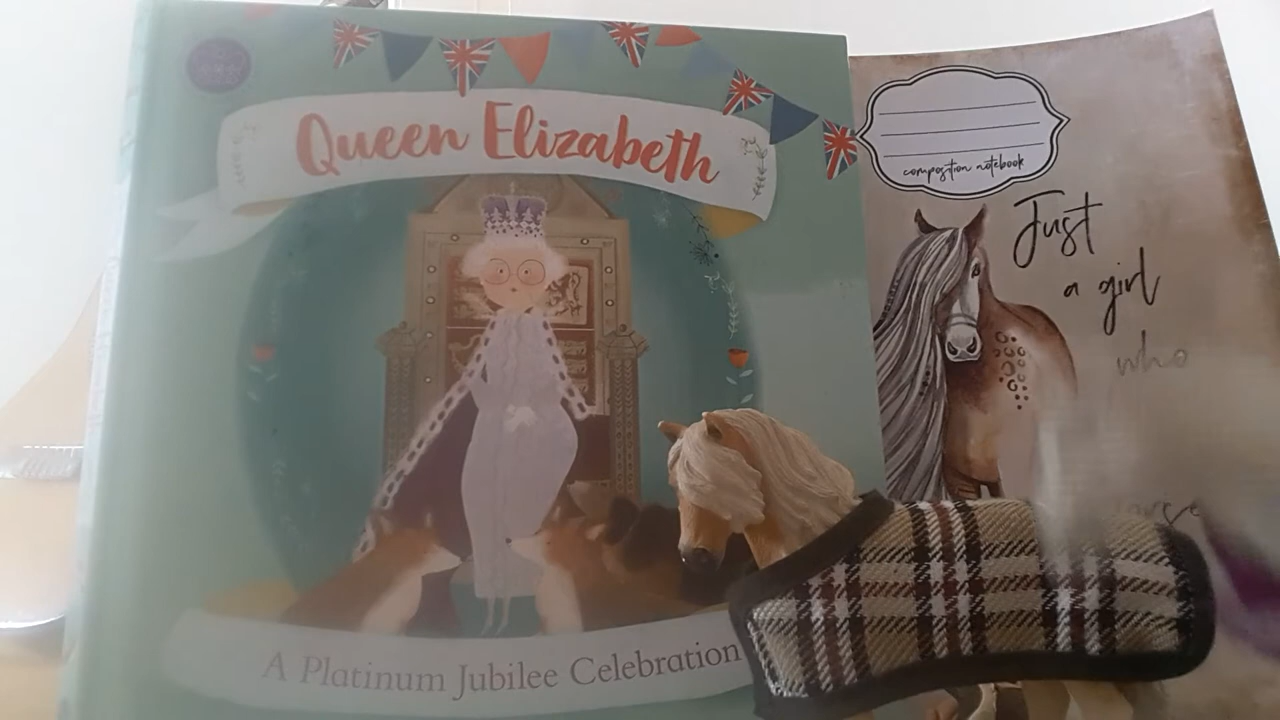 Queen Elizabeth
A Platinum Jubilee Celebration
composition notebook
Just
a girl
who